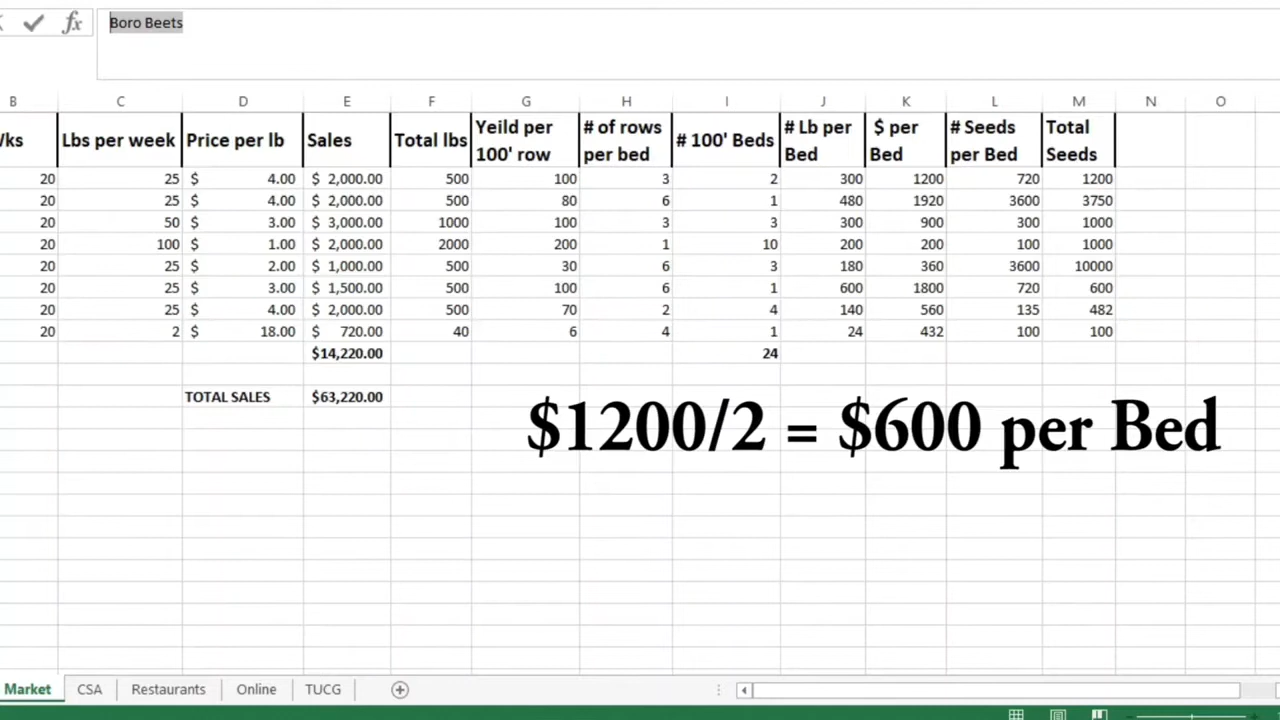 Boro Beets
B C D E F G H I J K L M N O
Vks Lbs per week Price per lb Sales Total lbs Yeild per 100' row # of rows per bed # 100' Beds # Lb per Bed $ per Bed # Seeds per Bed Total Seeds
20 25 $ 4.00 $ 2,000.00 500 100 3 2 300 1200 720 1200
20 25 $ 4.00 $ 2,000.00 500 80 6 1 480 1920 3600 3750
20 50 $ 3.00 $ 3,000.00 1000 100 3 3 300 900 300 1000
20 100 $ 1.00 $ 2,000.00 2000 200 1 10 200 200 100 1000
20 25 $ 2.00 $ 1,000.00 500 30 6 3 180 360 3600 10000
20 25 $ 3.00 $ 1,500.00 500 100 6 1 600 1800 720 600
20 25 $ 4.00 $ 2,000.00 500 70 2 4 140 560 135 482
20 2 $ 18.00 $ 720.00 40 6 4 1 24 432 100 100
$14,220.00 24
TOTAL SALES $63,220.00
$1200/2 = $600 per Bed
Market CSA Restaurants Online TUCG